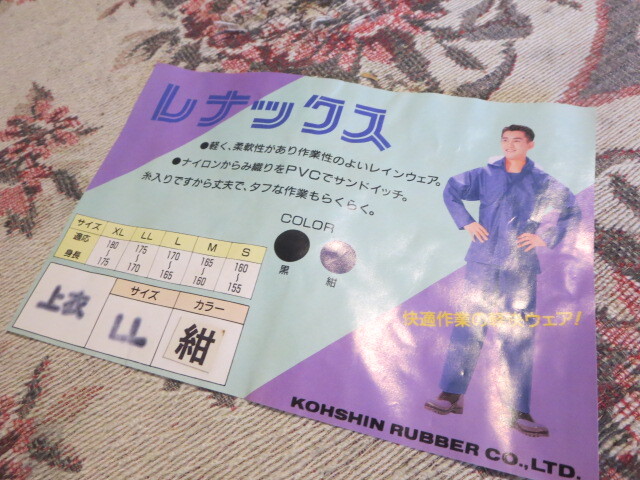 レナックス
●軽く、柔軟性があり作業性のよいレインウェア。
●ナイロンからみ織りをPVCでサンドイッチ。
糸入りですから丈夫で、タフな作業もらくらく。
COLOR
黒 紺
サイズ XL LL L M S
適応身長 180〜175 175〜170 170〜165 165〜160 160〜155
上衣
サイズ
LL
カラー
紺
快適作業の ウェア!
KOHSHIN RUBBER CO.,LTD.